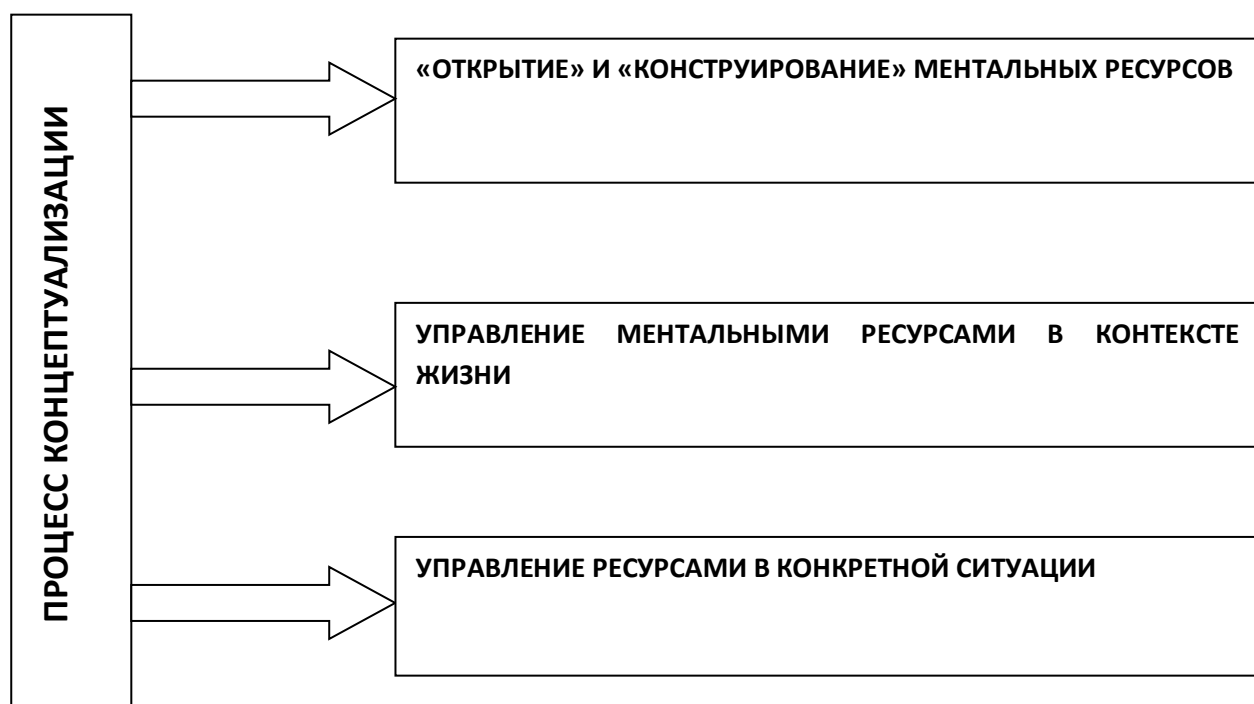 ПРОЦЕСС КОНЦЕПТУАЛИЗАЦИИ
«ОТКРЫТИЕ» И «КОНСТРУИРОВАНИЕ» МЕНТАЛЬНЫХ РЕСУРСОВ
УПРАВЛЕНИЕ МЕНТАЛЬНЫМИ РЕСУРСАМИ В КОНТЕКСТЕ
ЖИЗНИ
УПРАВЛЕНИЕ РЕСУРСАМИ В КОНКРЕТНОЙ СИТУАЦИИ